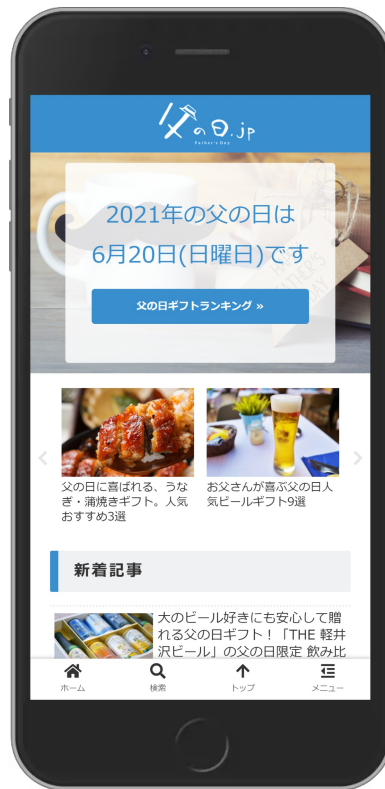 父の日.jp
Father's Day
2021年の父の日は
6月20日(日曜日)です
父の日ギフトランキング »
父の日に喜ばれる、うな
ぎ・蒲焼きギフト。人気
おすすめ3選
お父さんが喜ぶ父の日人
気ビールギフト9選
新着記事
大のビール好きにも安心して贈
れる父の日ギフト！「THE 軽井
沢ビール」の父の日限定 飲み比
ホーム
検索
トップ
メニュー